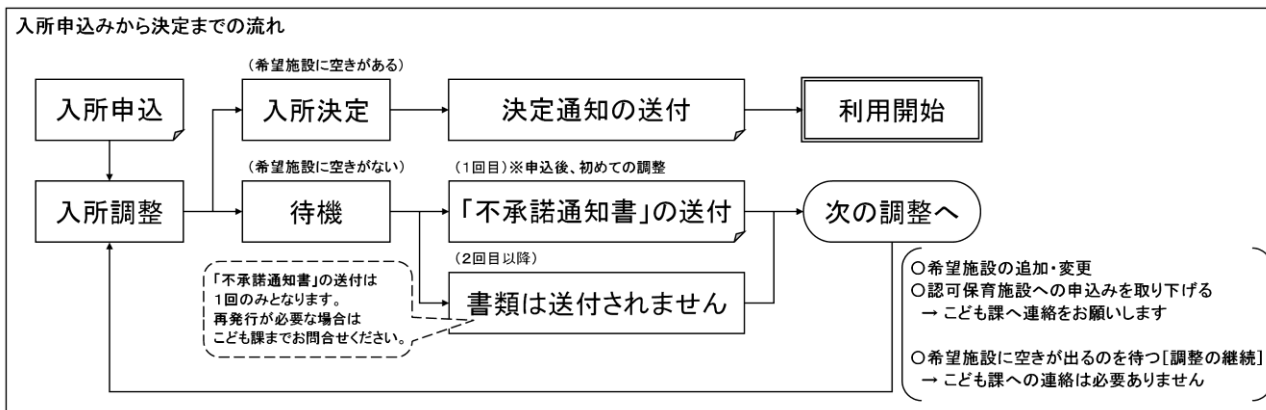 入所申込みから決定までの流れ
入所申込
(希望施設に空きがある)
入所決定
決定通知の送付
利用開始
入所調整
(希望施設に空きがない)
待機
(1回目)※申込後、初めての調整
「不承諾通知書」の送付
次の調整へ
(2回目以降)
書類は送付されません
「不承諾通知書」の送付は
1回のみとなります。
再発行が必要な場合は
こども課までお問合せください。
○希望施設の追加・変更
○認可保育施設への申込みを取り下げる
→ こども課へ連絡をお願いします
○希望施設に空きが出るのを待つ[調整の継続]
→ こども課への連絡は必要ありません